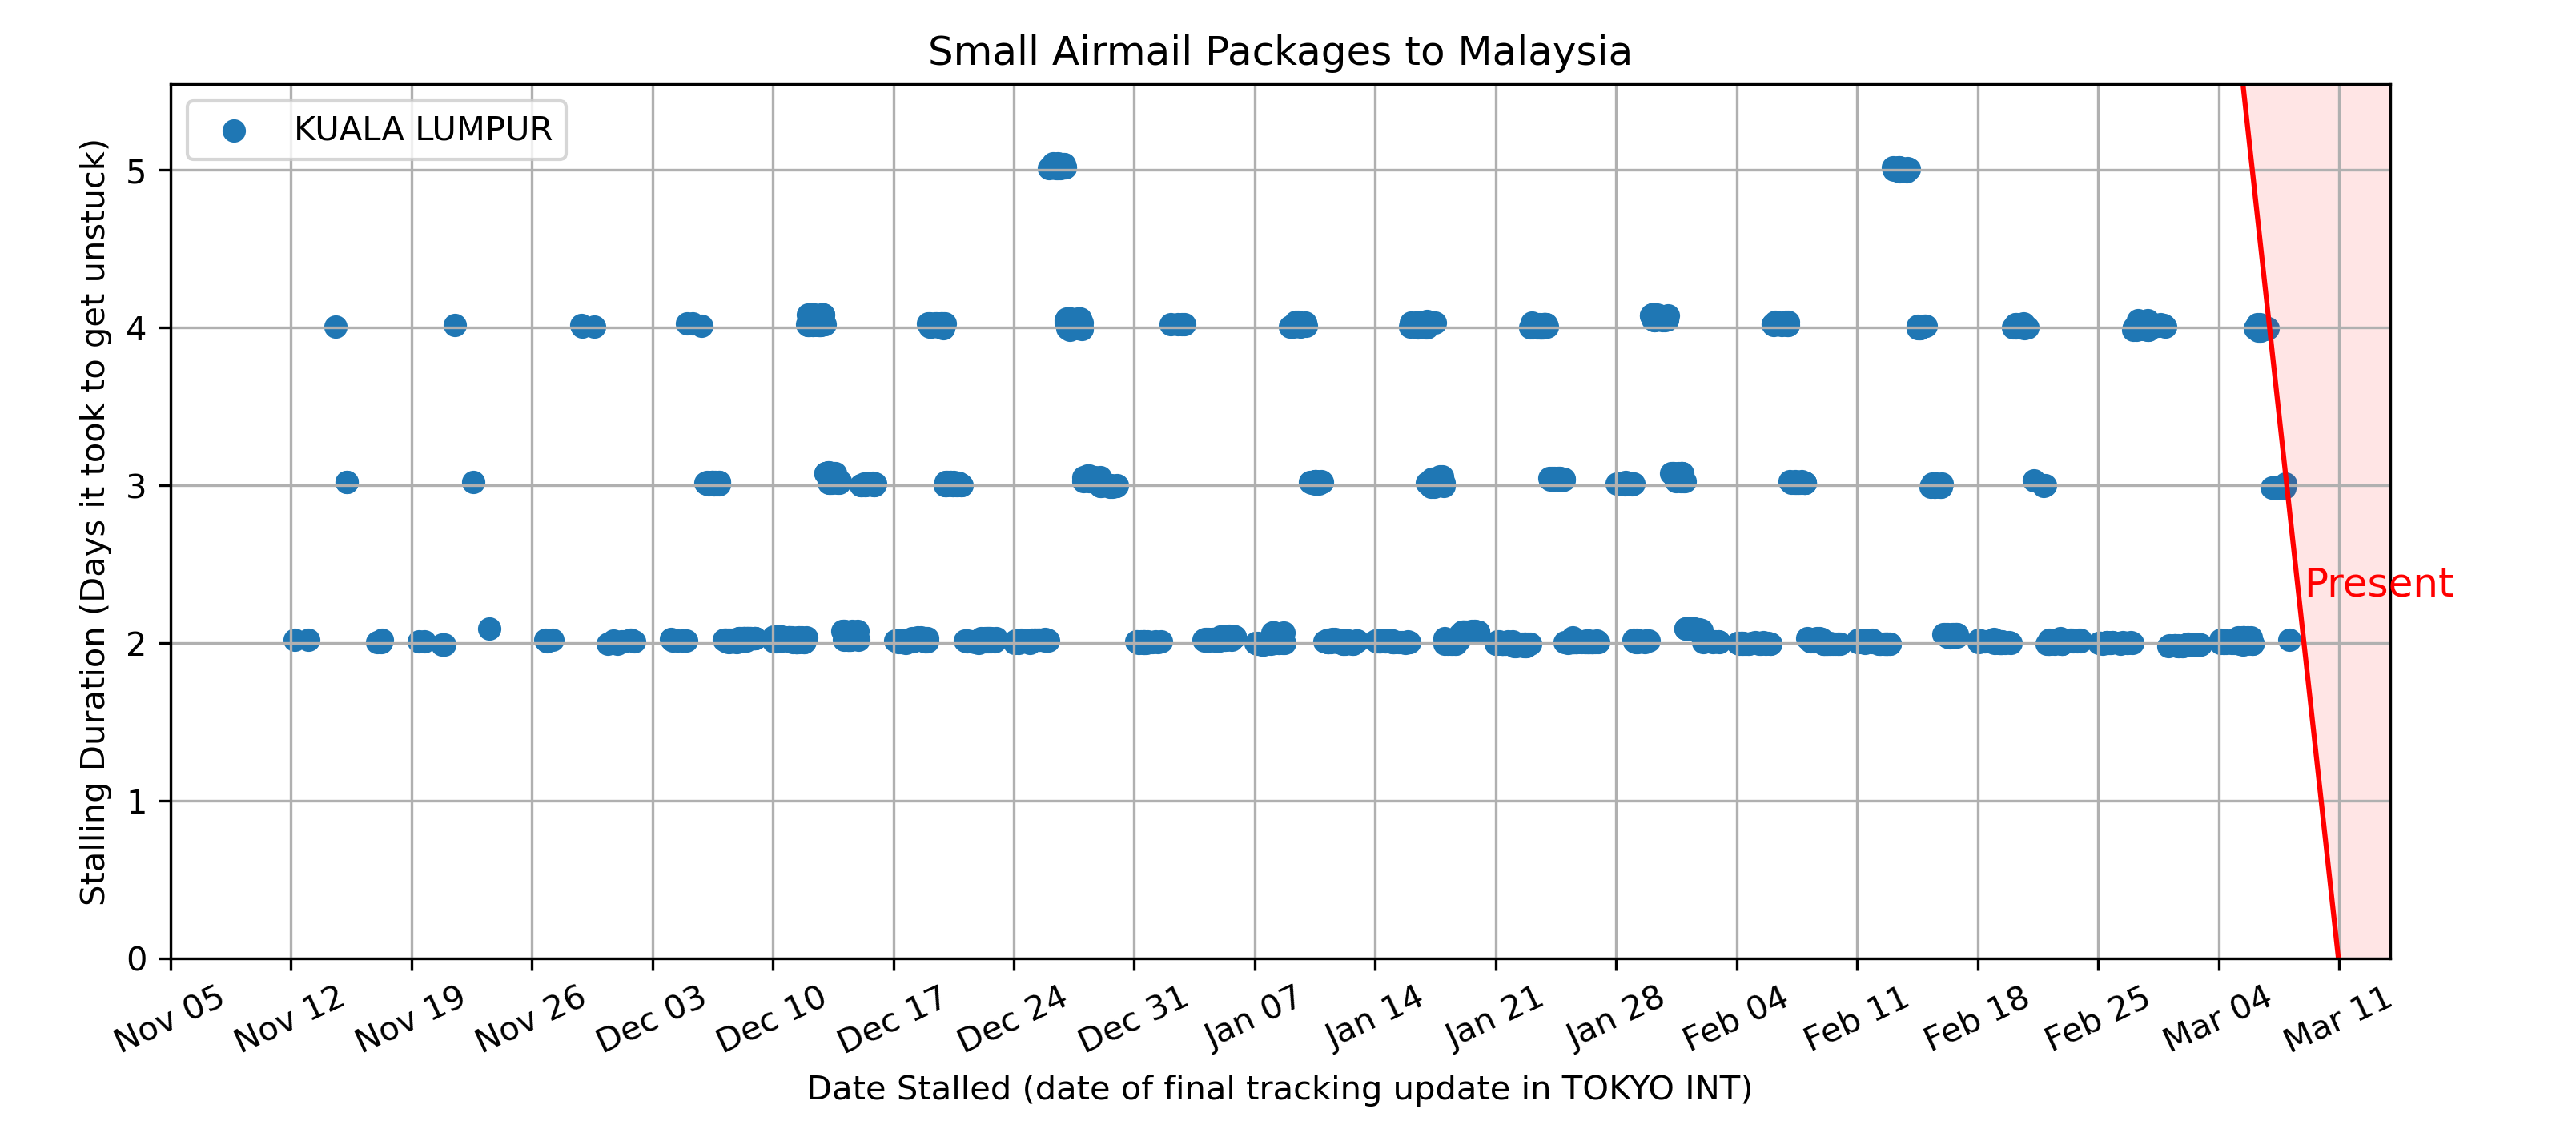 Small Airmail Packages to Malaysia
KUALA LUMPUR
Stalling Duration (Days it took to get unstuck)
5
4
3
2
1
0
Present
Nov 05
Nov 12
Nov 19
Nov 26
Dec 03
Dec 10
Dec 17
Dec 24
Dec 31
Jan 07
Jan 14
Jan 21
Jan 28
Feb 04
Feb 11
Feb 18
Feb 25
Mar 04
Mar 11
Date Stalled (date of final tracking update in TOKYO INT)